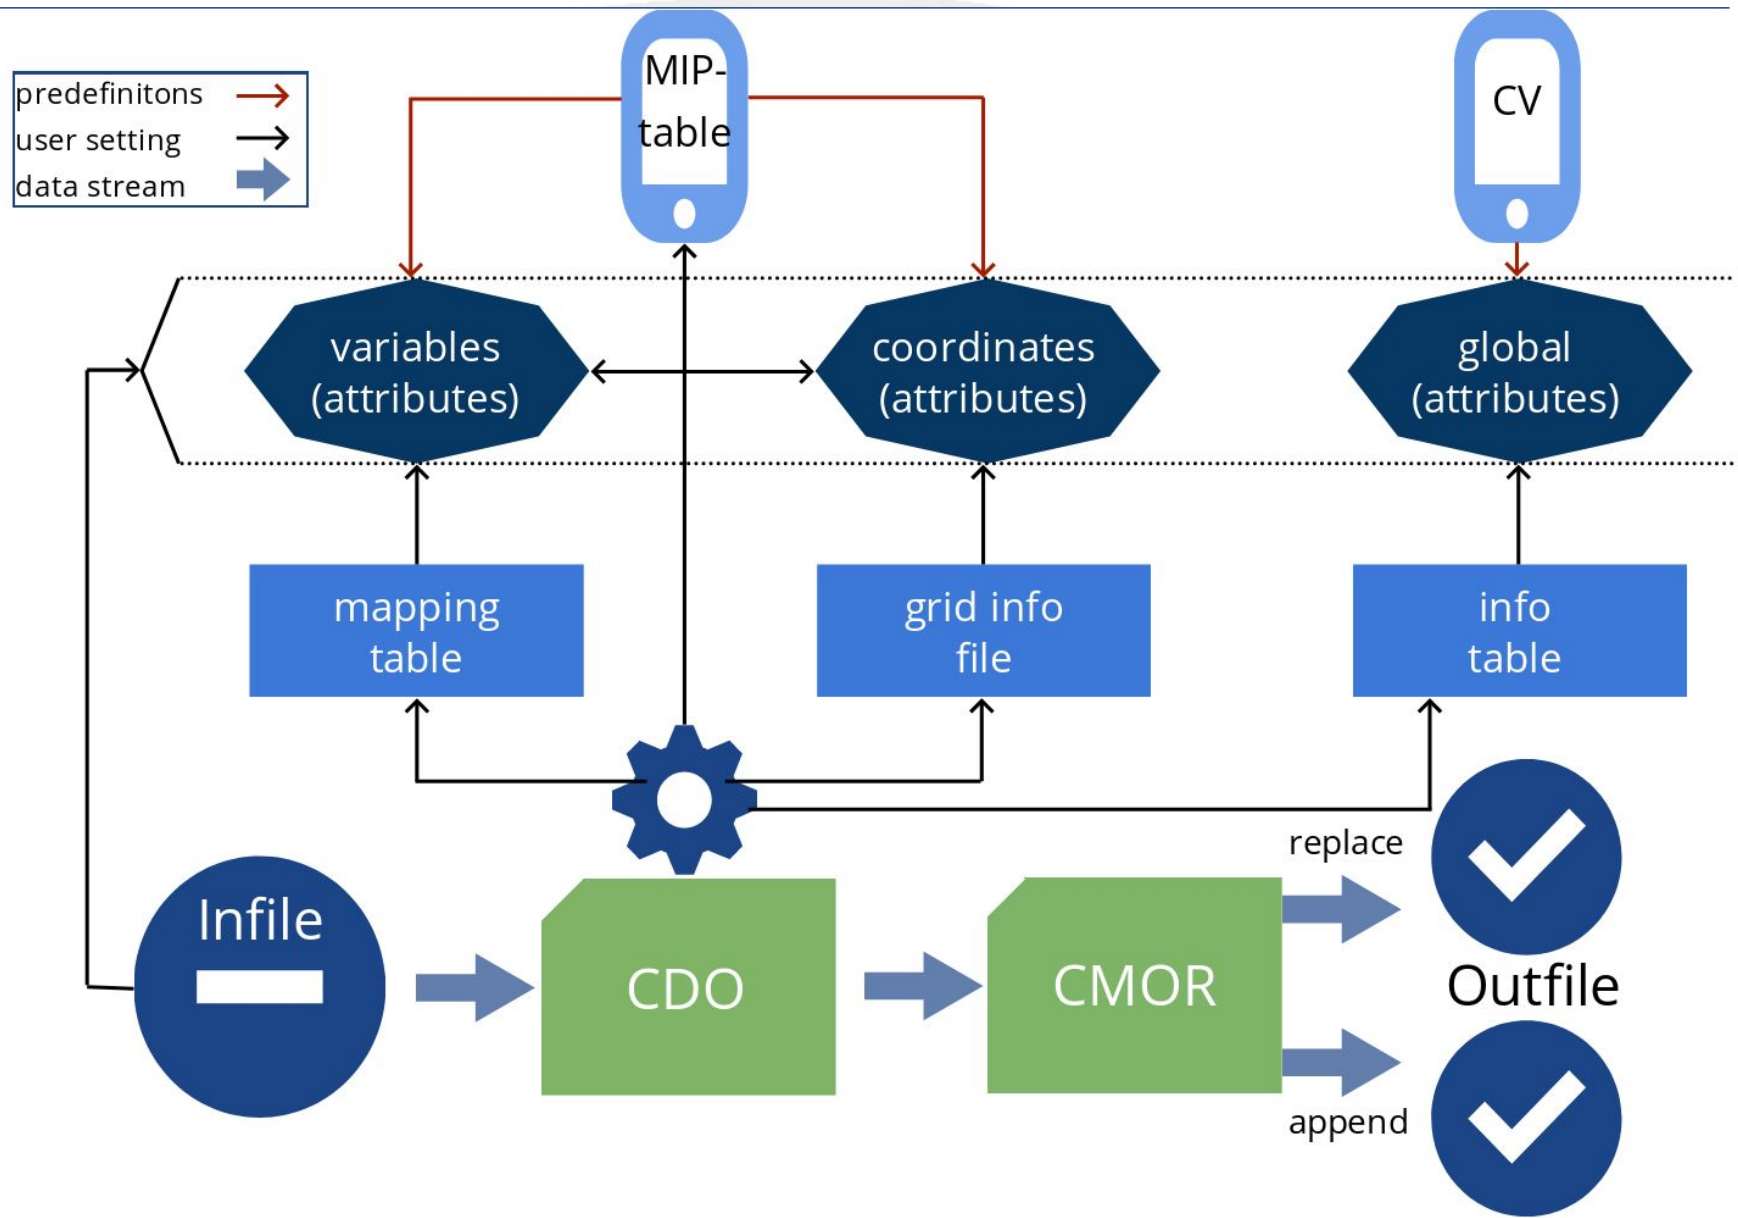 MIP-
table
CV
predefinitons
user setting
data stream
variables
(attributes)
coordinates
(attributes)
global
(attributes)
mapping
table
grid info
file
info
table
replace
Infile
CDO
CMOR
Outfile
append